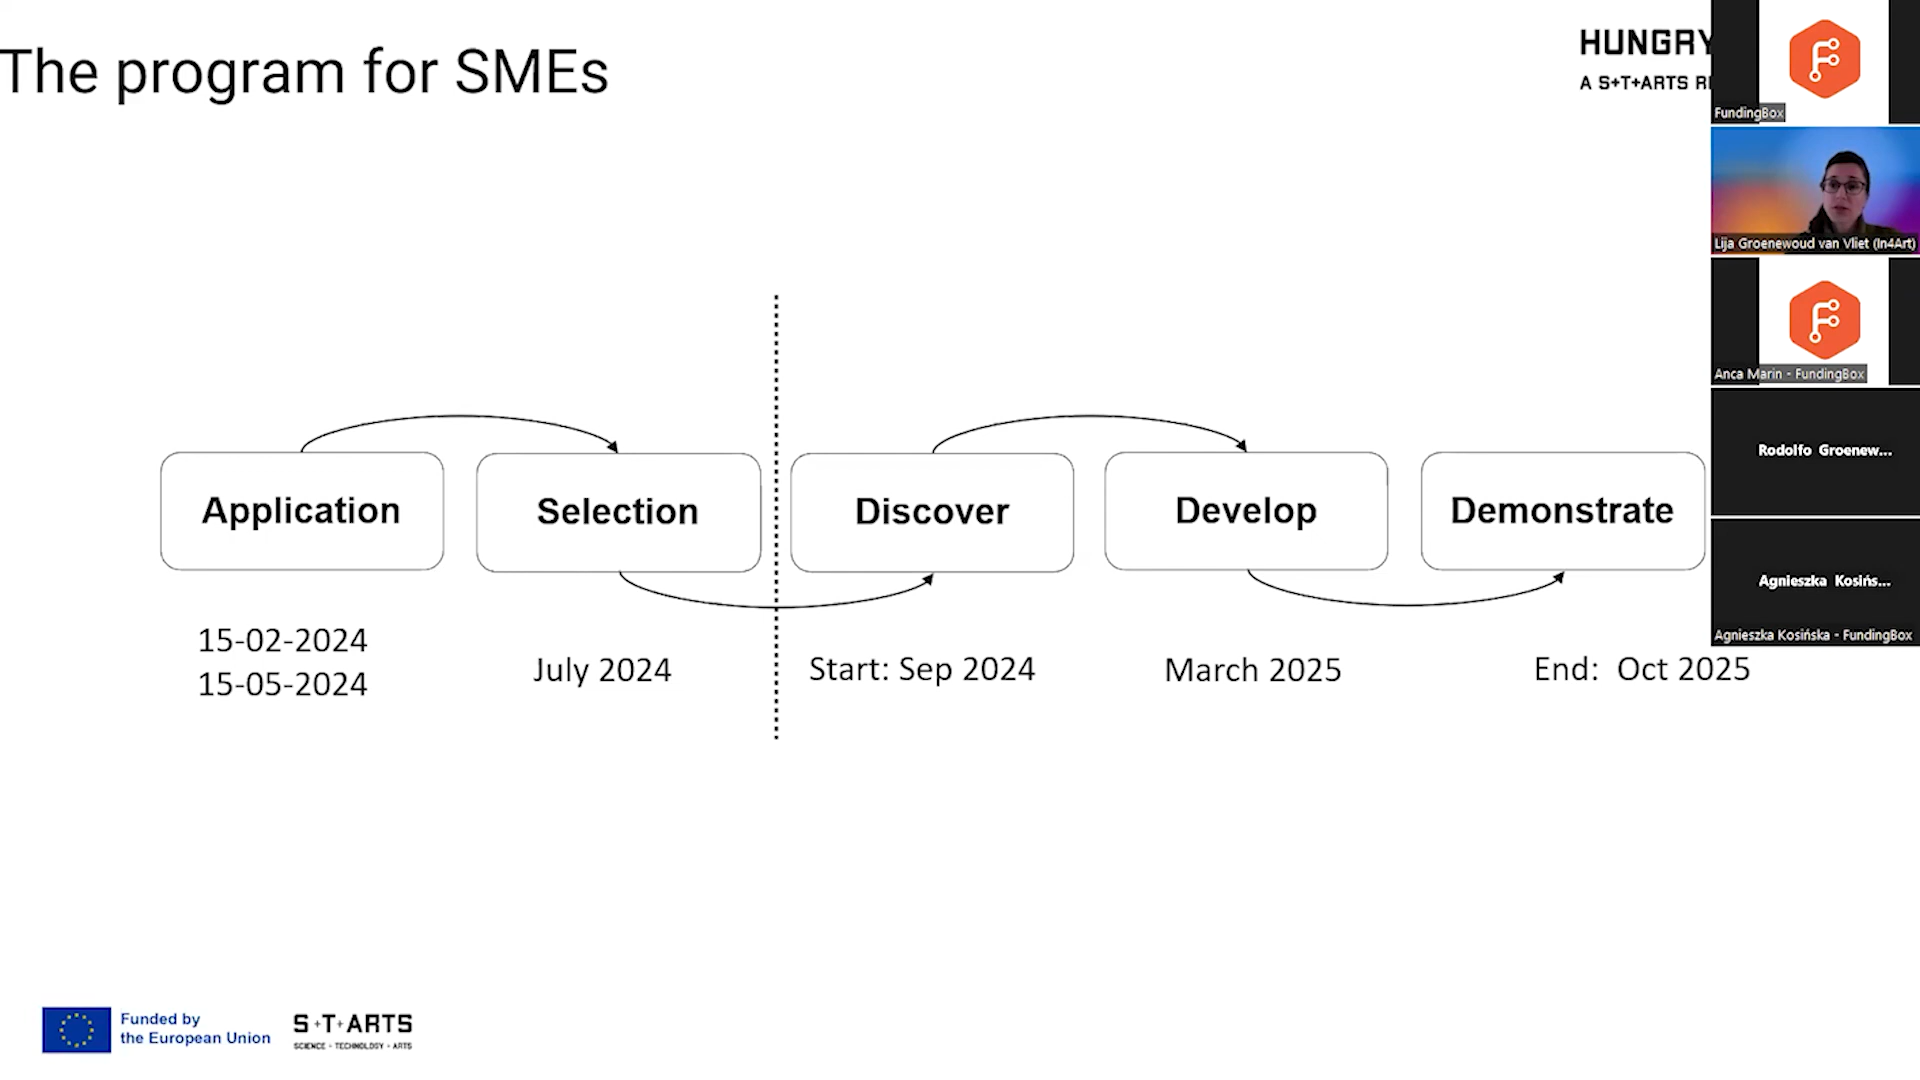 The program for SMEs
HUNGRY
A S+T+ARTS
FundingBox
Lija Groenewoud van Vliet (In4Art)
Anca Marin - FundingBox
Rodolfo Groenew...
Agnieszka Kosińs...
Agnieszka Kosińska - FundingBox
Application
Selection
Discover
Develop
Demonstrate
15-02-2024
15-05-2024
July 2024
Start: Sep 2024
March 2025
End: Oct 2025
Funded by
the European Union
S+T+ARTS
SCIENCE + TECHNOLOGY + ARTS